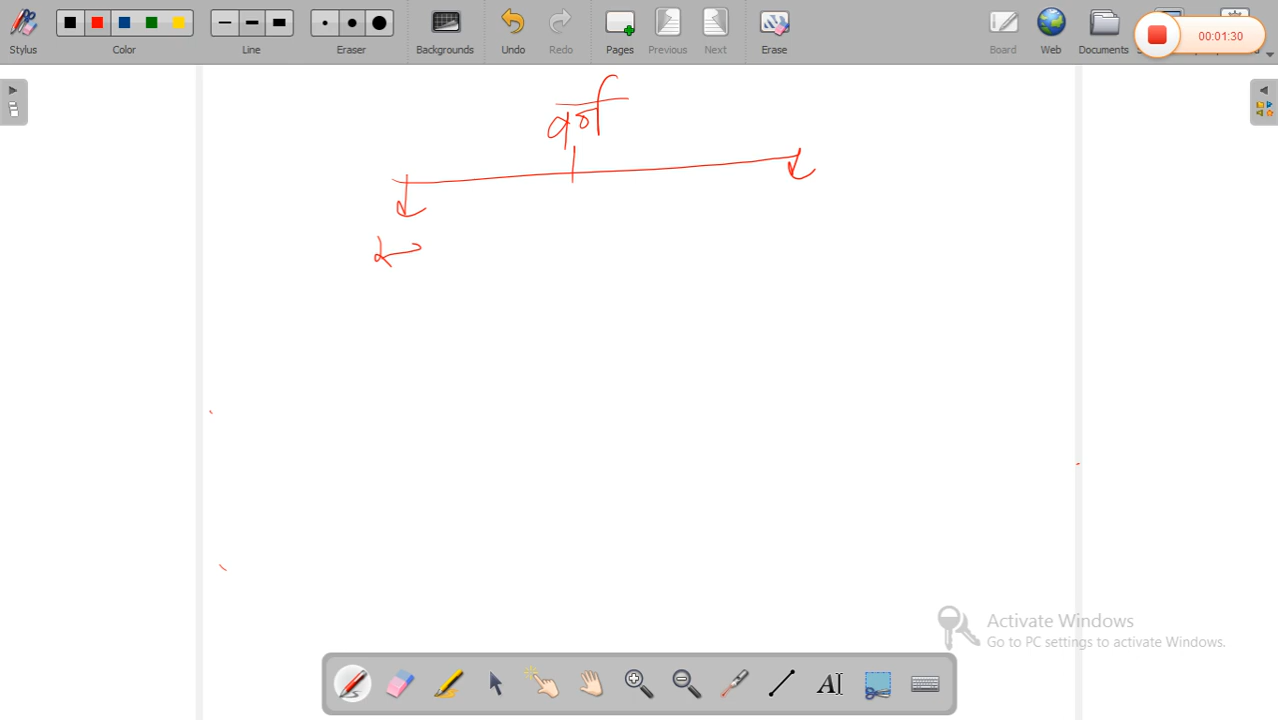 Stylus
Color
Line
Eraser
Backgrounds
Undo
Redo
Pages
Previous
Next
Erase
Board
Web
Documents
00:01:30
Activate Windows
Go to PC settings to activate Windows.